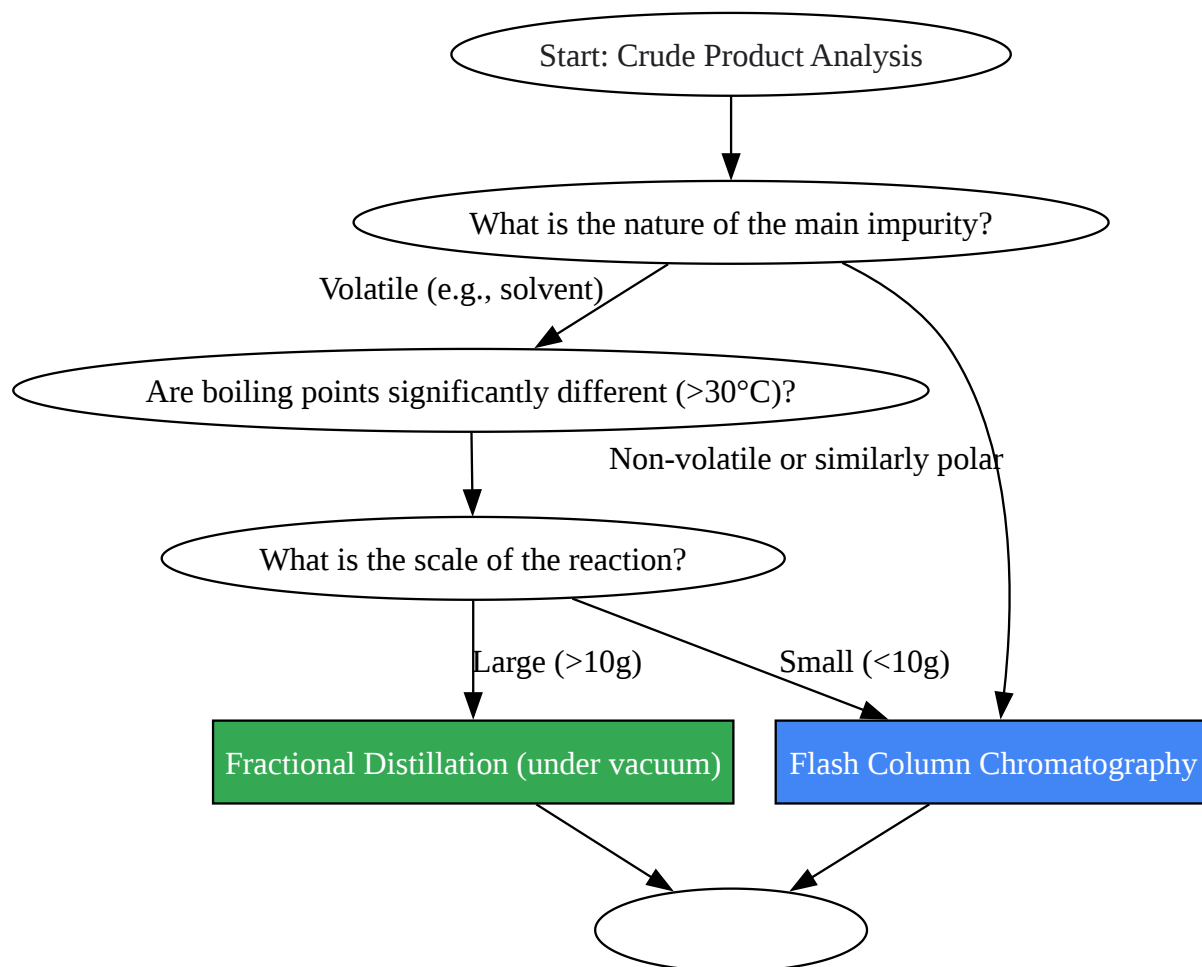 Start: Crude Product Analysis
What is the nature of the main impurity?
Volatile (e.g., solvent)
Are boiling points significantly different (>30°C)?
Non-volatile or similarly polar
What is the scale of the reaction?
Large (>10g)
Small (<10g)
Fractional Distillation (under vacuum)
Flash Column Chromatography